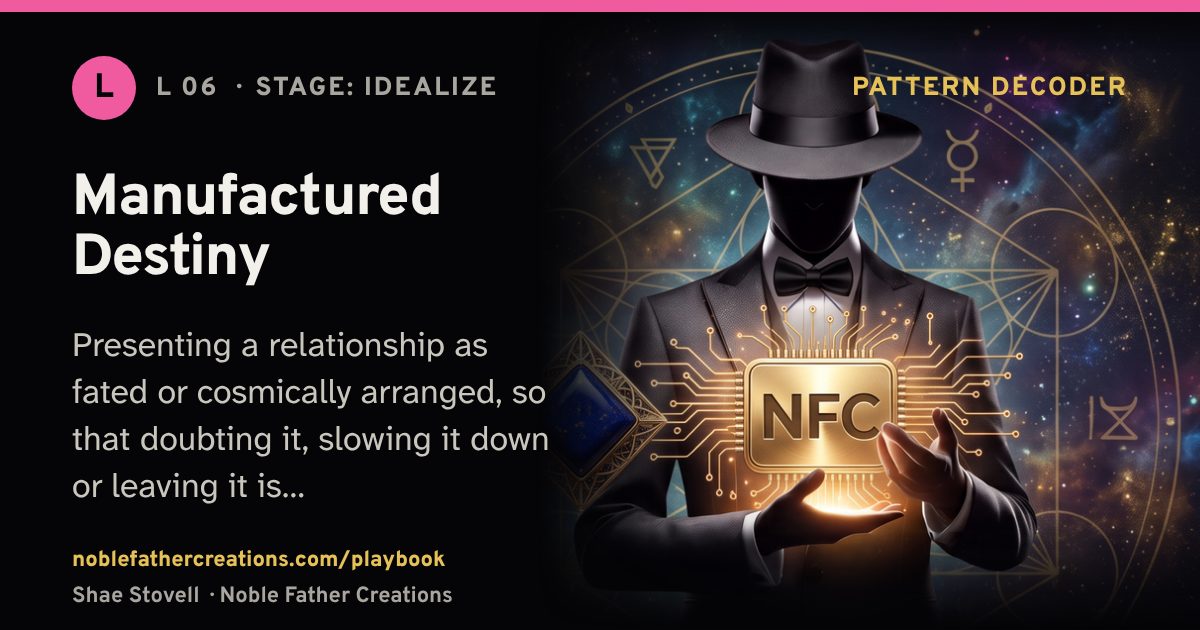 L
L 06 · STAGE: IDEALIZE
PATTERN DECODER
Manufactured
Destiny
Presenting a relationship as
fated or cosmically arranged, so
that doubting it, slowing it down
or leaving it is...
NFC
noblefathercreations.com/playbook
Shae Stovell · Noble Father Creations